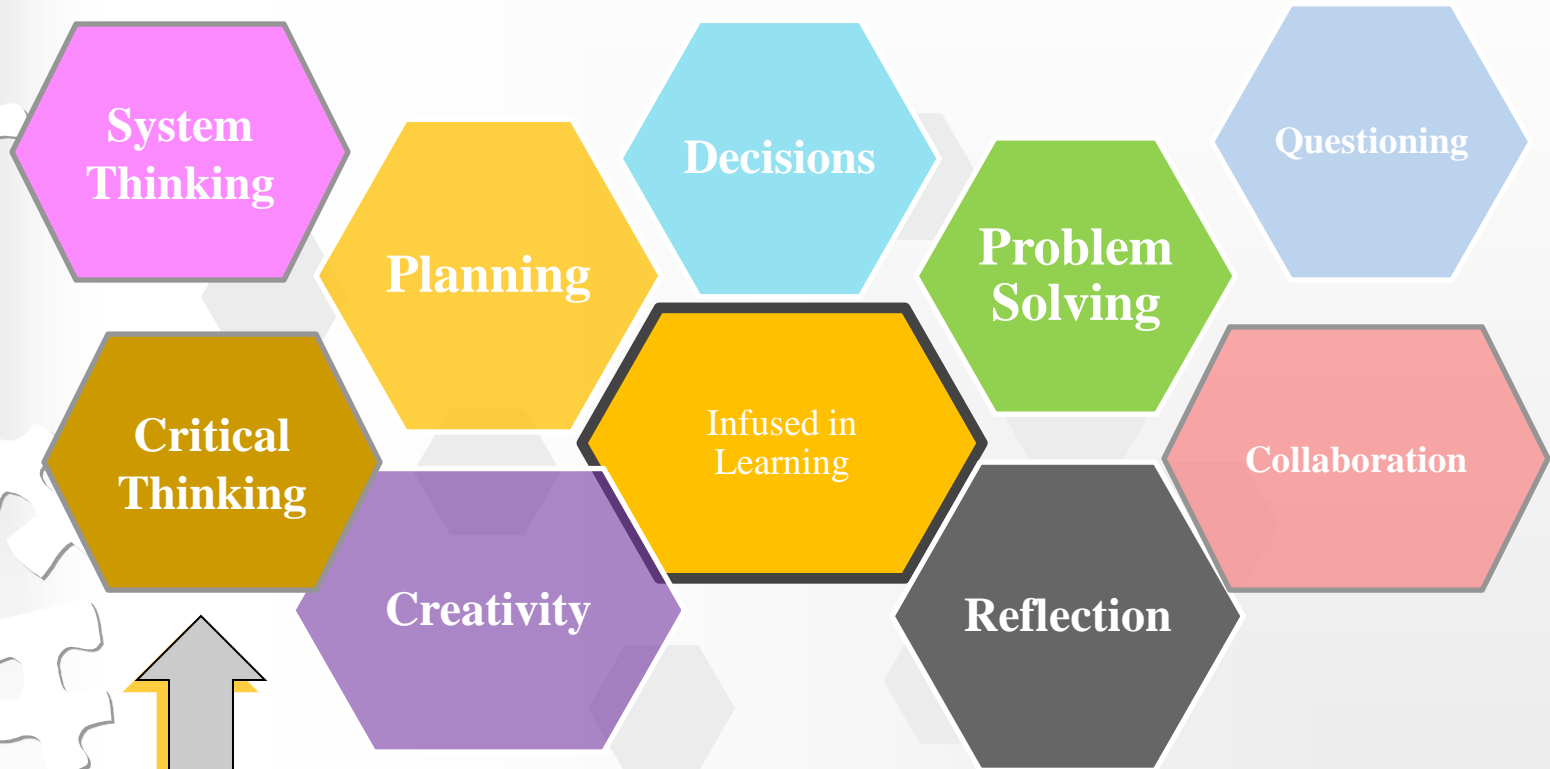 System
Thinking
Planning
Decisions
Problem
Solving
Questioning
Critical
Thinking
Infused in
Learning
Collaboration
Creativity
Reflection